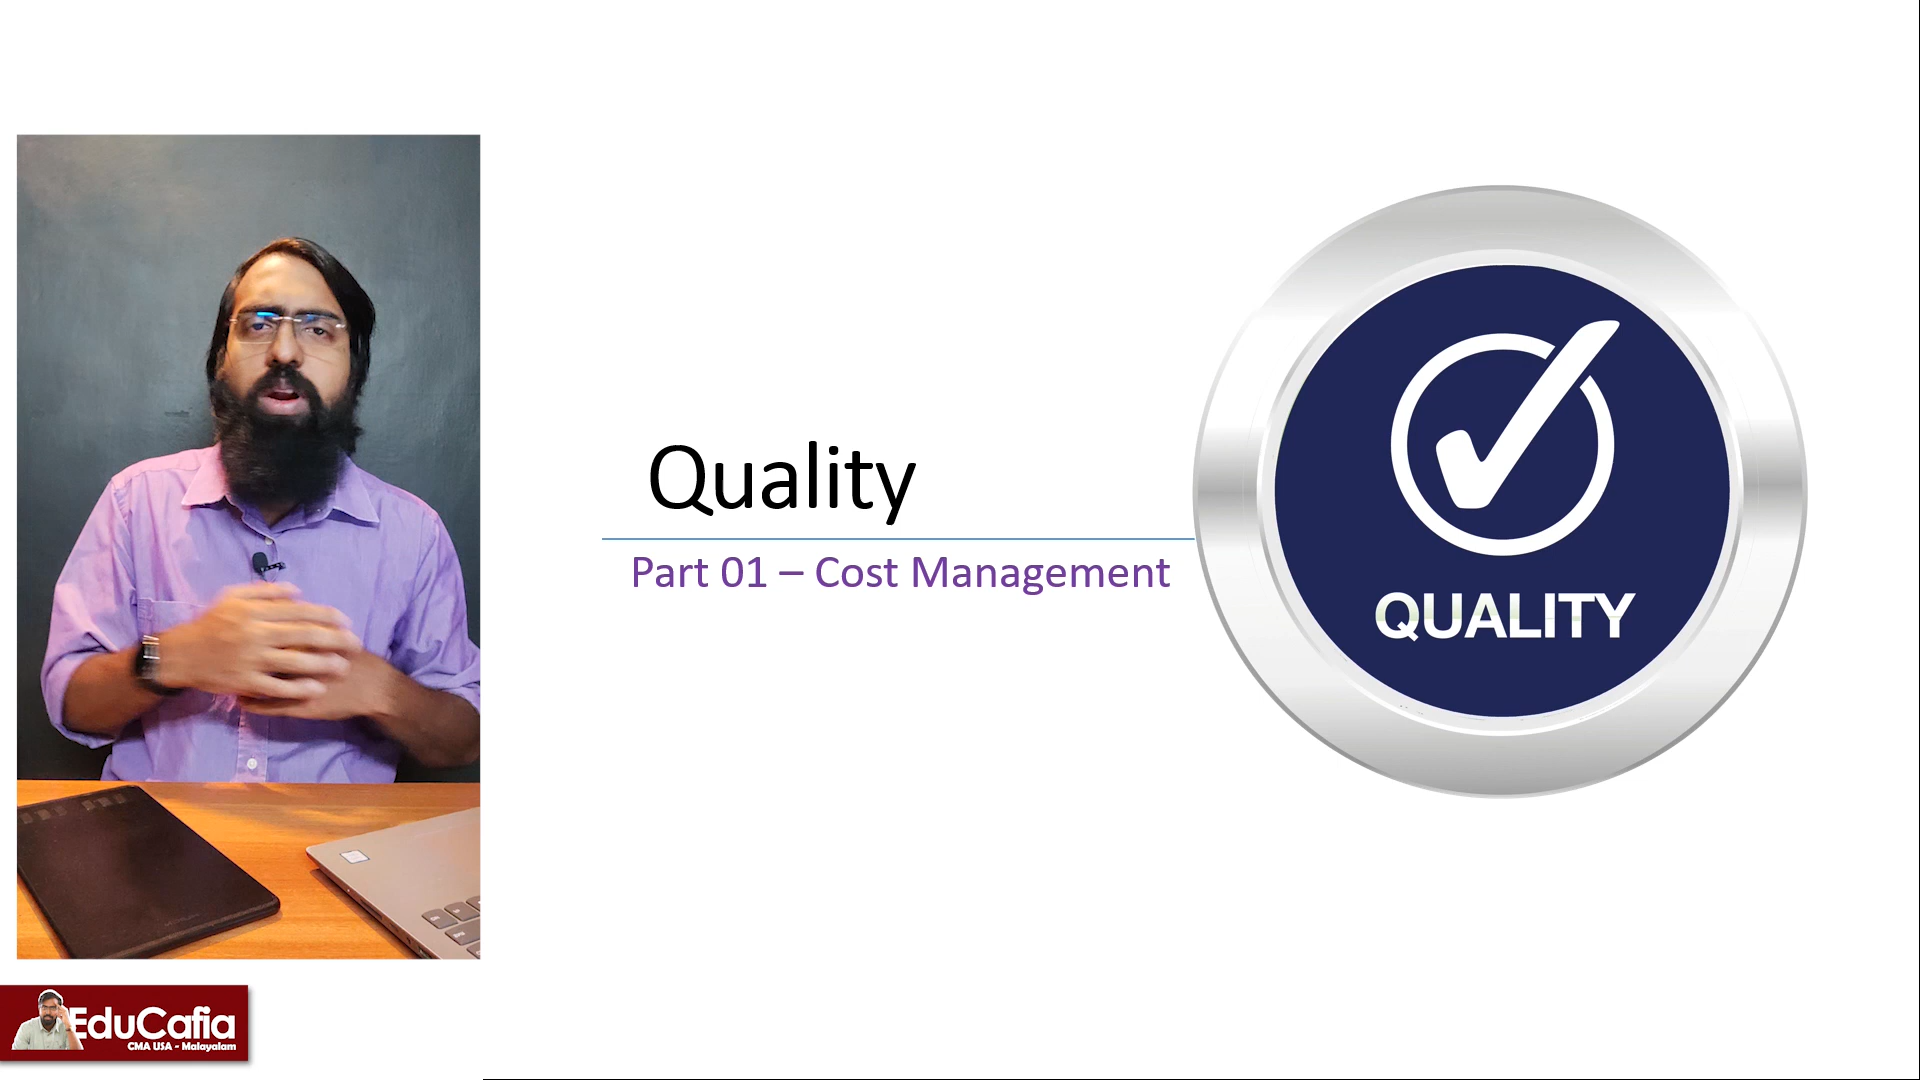 Quality
Part 01 – Cost Management
QUALITY
EduCafia
CMA USA - Malayalam